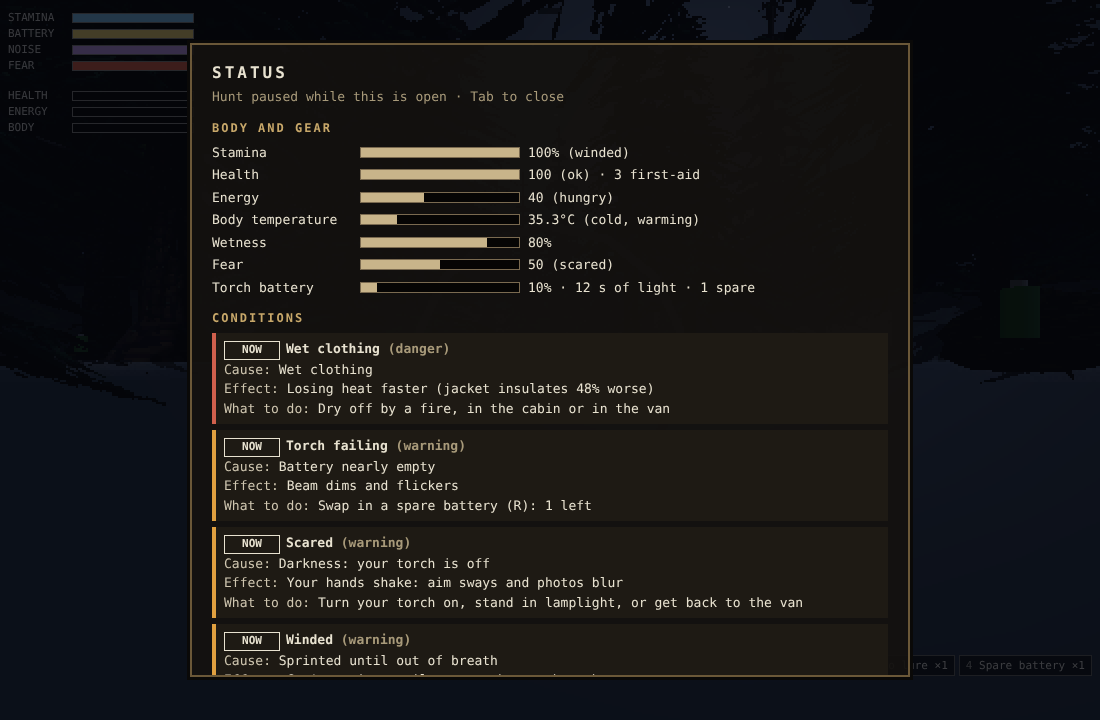 STAMINA
BATTERY
NOISE
FEAR
HEALTH
ENERGY
BODY
STATUS
Hunt paused while this is open · Tab to close
BODY AND GEAR
Stamina 100% (winded)
Health 100 (ok) · 3 first-aid
Energy 40 (hungry)
Body temperature 35.3°C (cold, warming)
Wetness 80%
Fear 50 (scared)
Torch battery 10% · 12 s of light · 1 spare
CONDITIONS
NOW Wet clothing (danger)
Cause: Wet clothing
Effect: Losing heat faster (jacket insulates 48% worse)
What to do: Dry off by a fire, in the cabin or in the van
NOW Torch failing (warning)
Cause: Battery nearly empty
Effect: Beam dims and flickers
What to do: Swap in a spare battery (R): 1 left
NOW Scared (warning)
Cause: Darkness: your torch is off
Effect: Your hands shake: aim sways and photos blur
What to do: Turn your torch on, stand in lamplight, or get back to the van
NOW Winded (warning)
Cause: Sprinted until out of breath
×1
4 Spare battery ×1